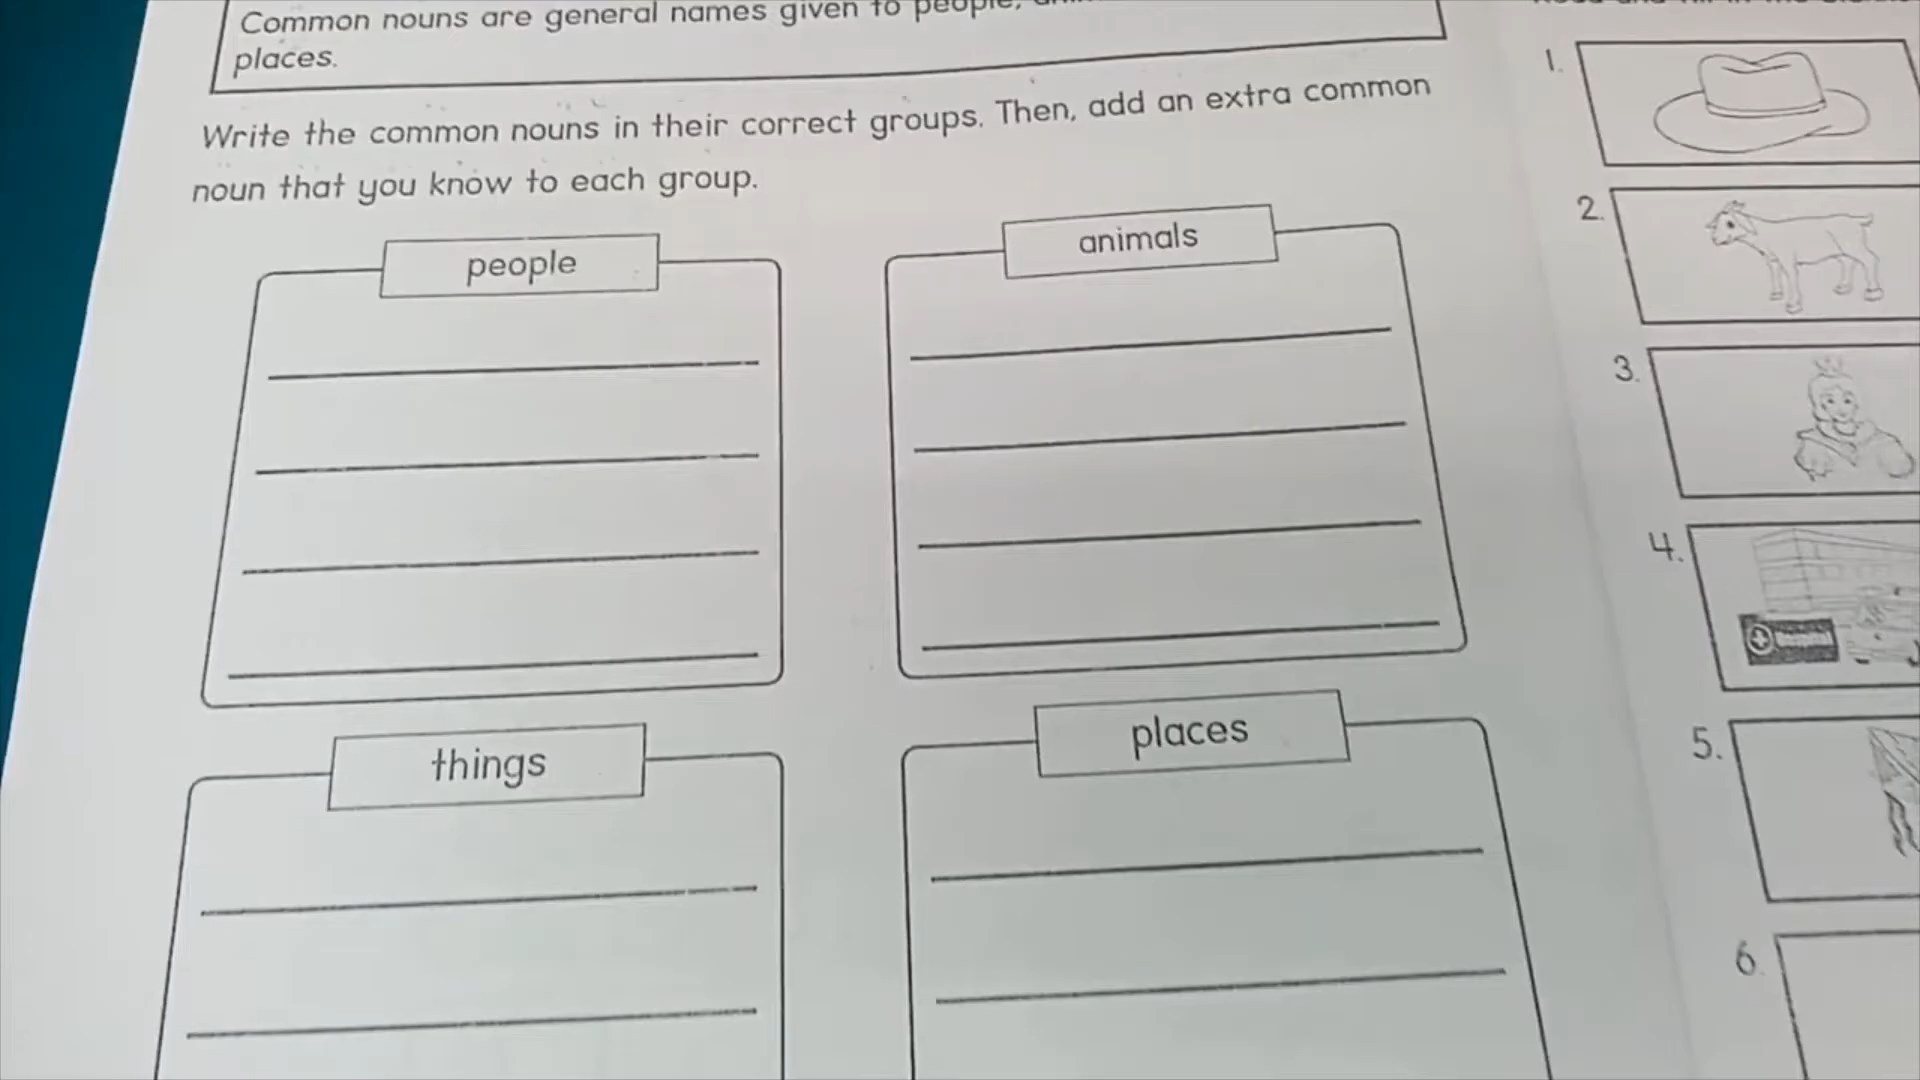 Common nouns are general names given to people,
places.
Write the common nouns in their correct groups. Then, add an extra common
noun that you know to each group.
people
animals
things
places
1.
2.
3.
4.
5.
6.